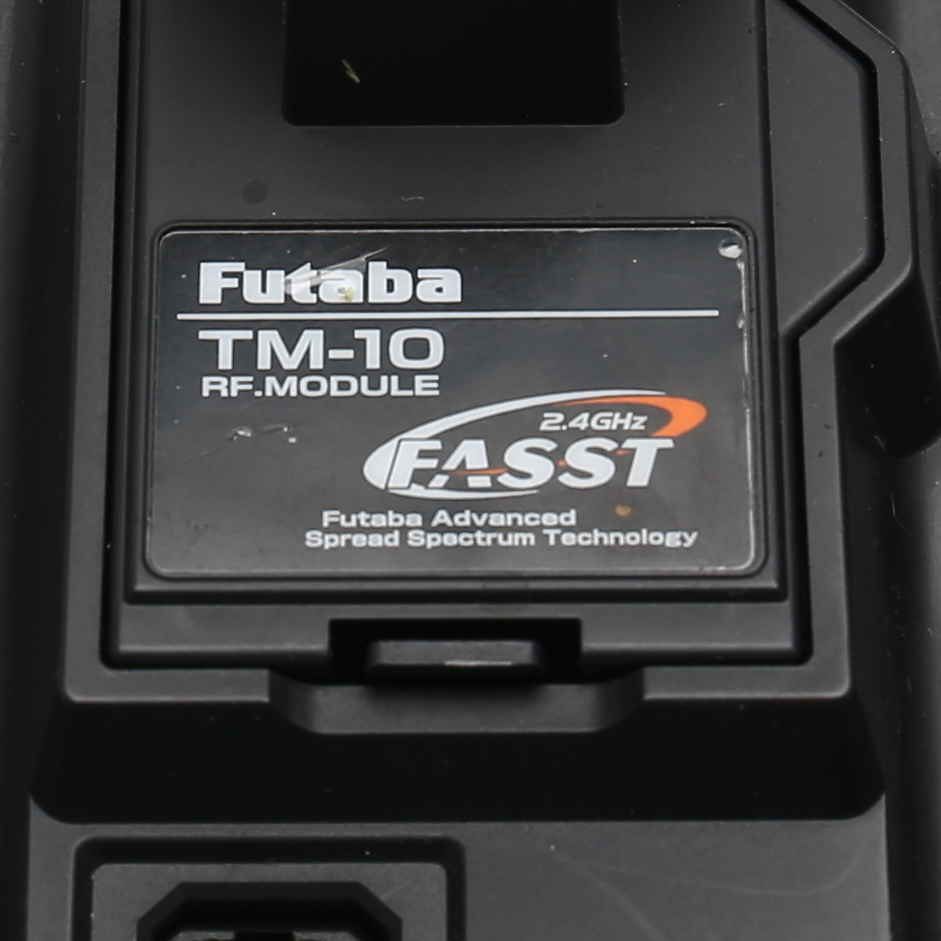 Futaba
TM-10
RF.MODULE
2.4GHz
FASST
Futaba Advanced
Spread Spectrum Technology